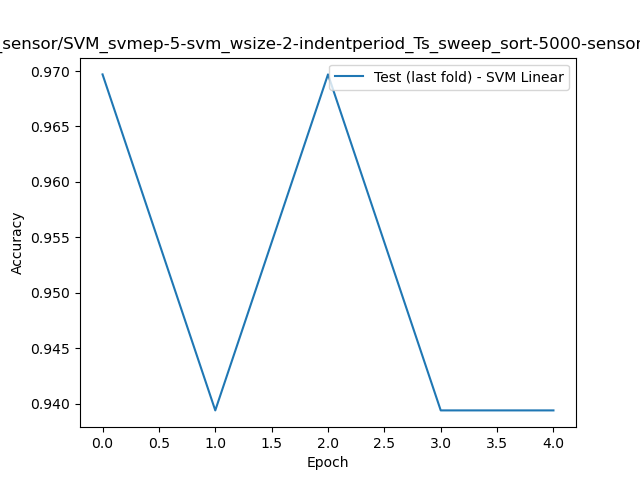 _sensor/SVM_svmep-5-svm_wsize-2-indentperiod_Ts_sweep_sort-5000-sensor
Test (last fold) - SVM Linear
0.970
0.965
0.960
0.955
0.950
0.945
0.940
Accuracy
0.0 0.5 1.0 1.5 2.0 2.5 3.0 3.5 4.0
Epoch